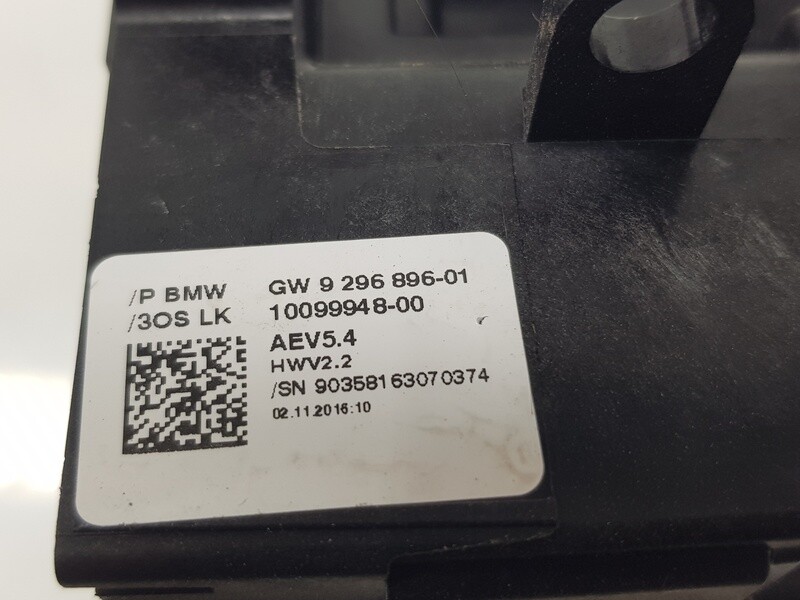 /P BMW GW 9 296 896-01
/3OS LK 10099948-00
AEV5.4
HWV2.2
/SN 90358163070374
02.11.2016:10